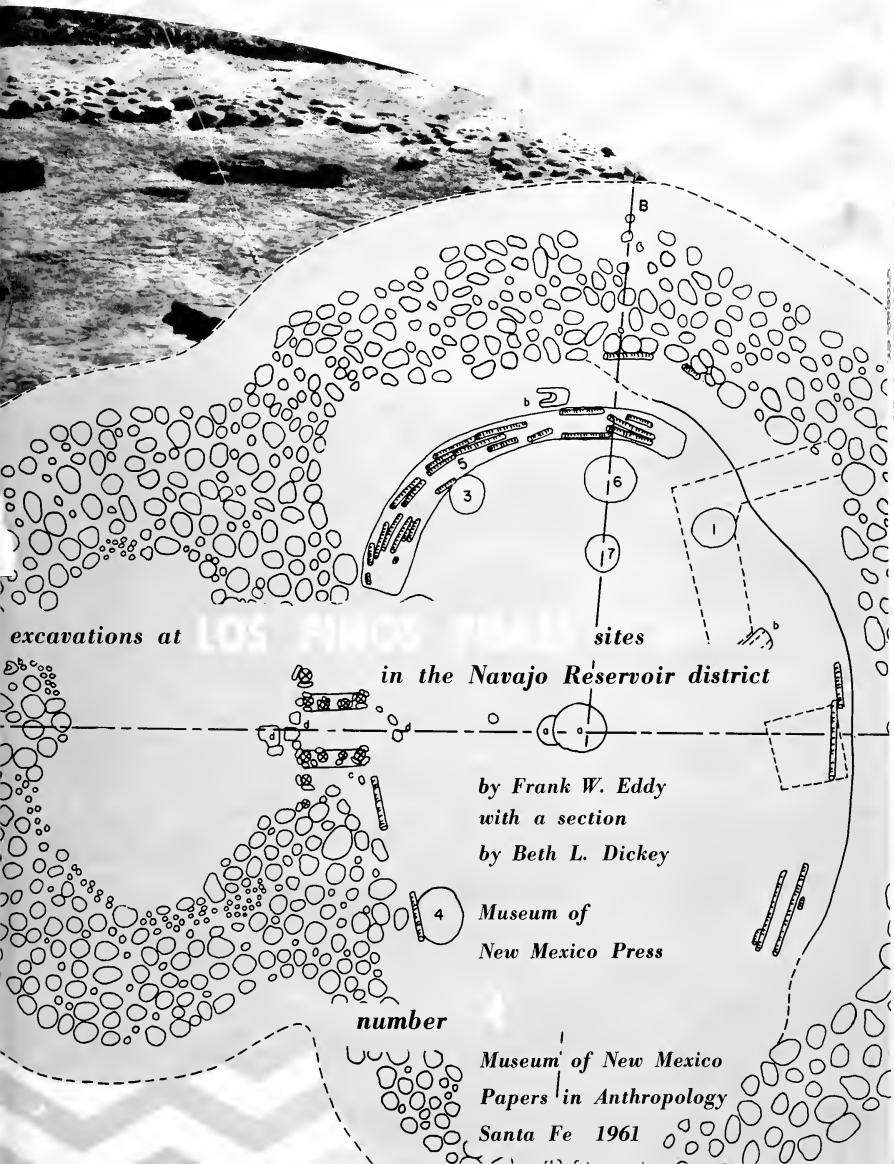 B
b
5
3
6
1
7
b
excavations at LOS PINOS PHASE sites
in the Navajo Reservoir district
d
d
d
a
a
c
by Frank W. Eddy
with a section
by Beth L. Dickey
4
Museum of
New Mexico Press
number 4
Museum of New Mexico
Papers in Anthropology
Santa Fe 1961